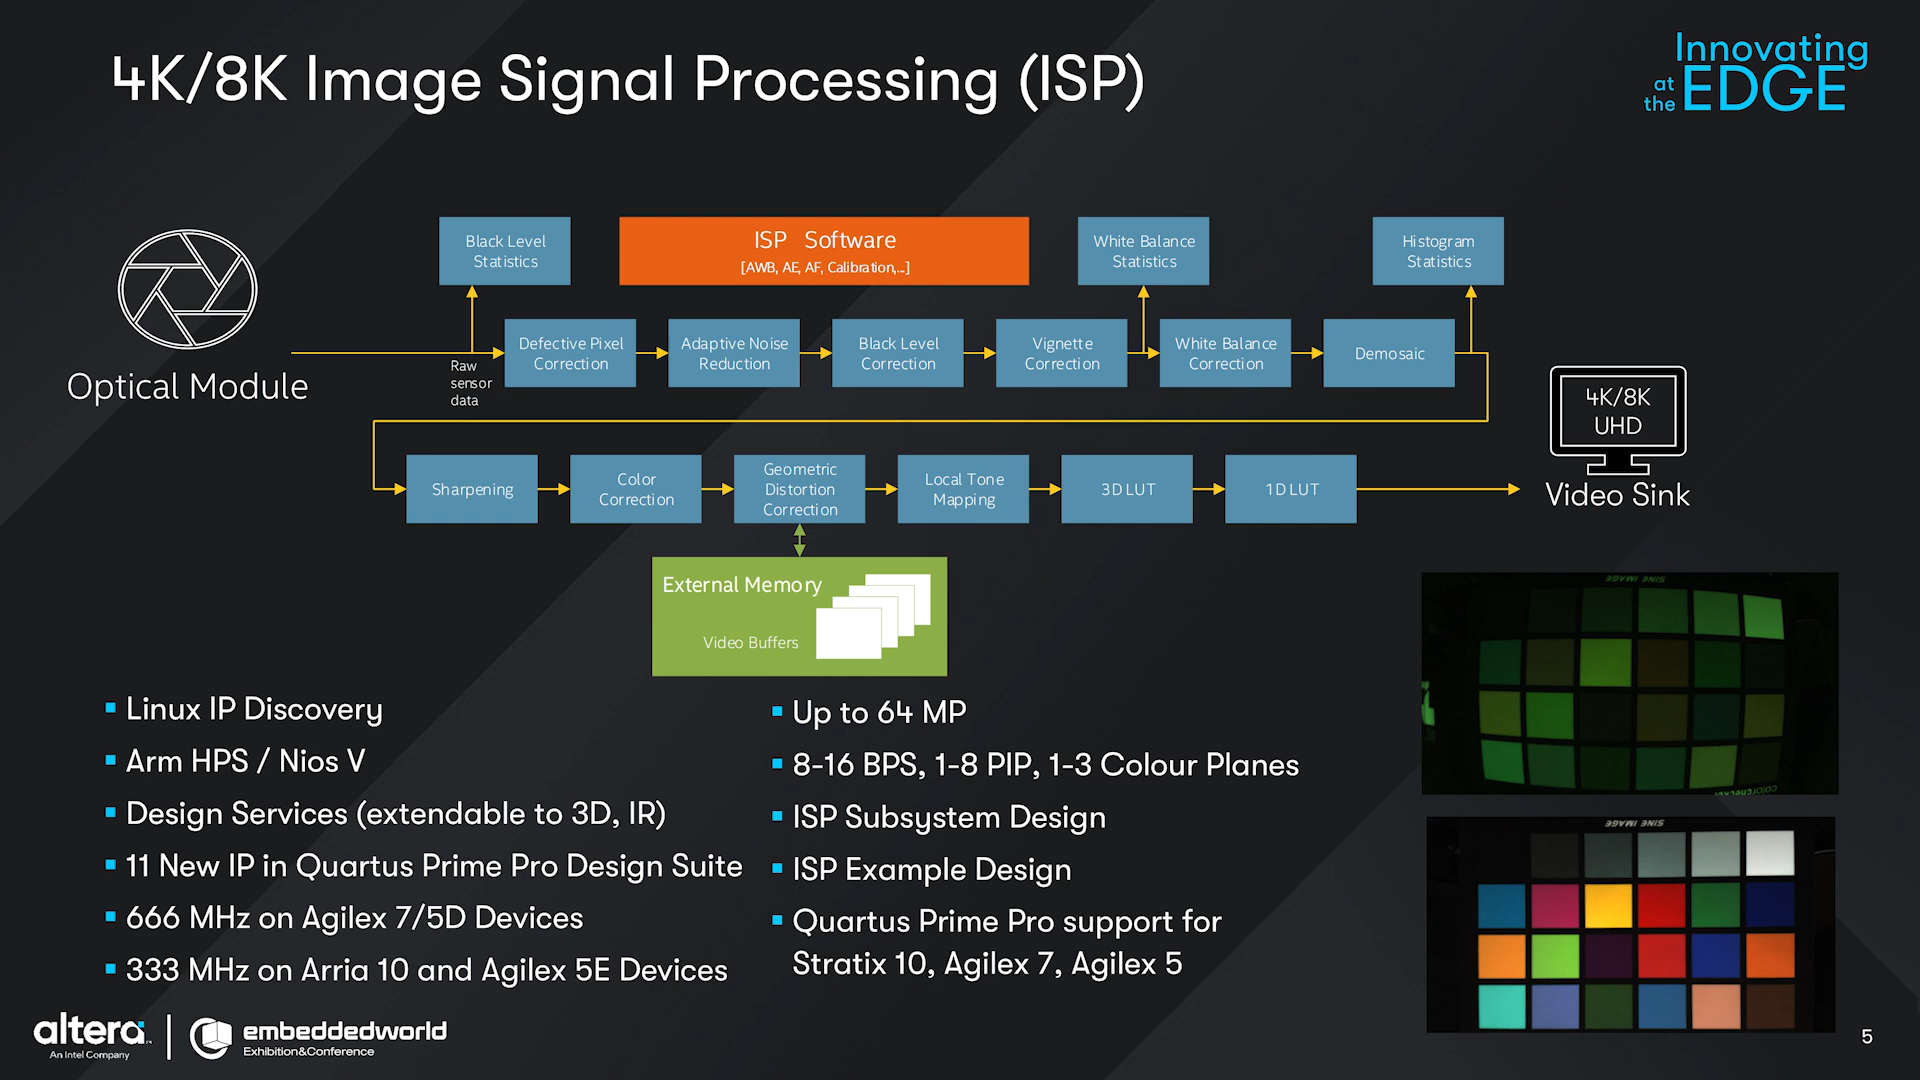 4K/8K Image Signal Processing (ISP)
Innovating
at the EDGE
Black Level
Statistics
ISP Software
[AWB, AE, AF, Calibration,...]
White Balance
Statistics
Histogram
Statistics
Optical Module
Raw
sensor
data
Defective Pixel
Correction
Adaptive Noise
Reduction
Black Level
Correction
Vignette
Correction
White Balance
Correction
Demosaic
4K/8K
UHD
Video Sink
Sharpening
Color
Correction
Geometric
Distortion
Correction
Local Tone
Mapping
3D LUT
1D LUT
External Memory
Video Buffers
Linux IP Discovery
Arm HPS / Nios V
Design Services (extendable to 3D, IR)
11 New IP in Quartus Prime Pro Design Suite
666 MHz on Agilex 7/5D Devices
333 MHz on Arria 10 and Agilex 5E Devices
Up to 64 MP
8-16 BPS, 1-8 PIP, 1-3 Colour Planes
ISP Subsystem Design
ISP Example Design
Quartus Prime Pro support for
Stratix 10, Agilex 7, Agilex 5
SINE IMAGE
colorchecker
SINE IMAGE
altera
An Intel Company
embeddedworld
Exhibition&Conference
5